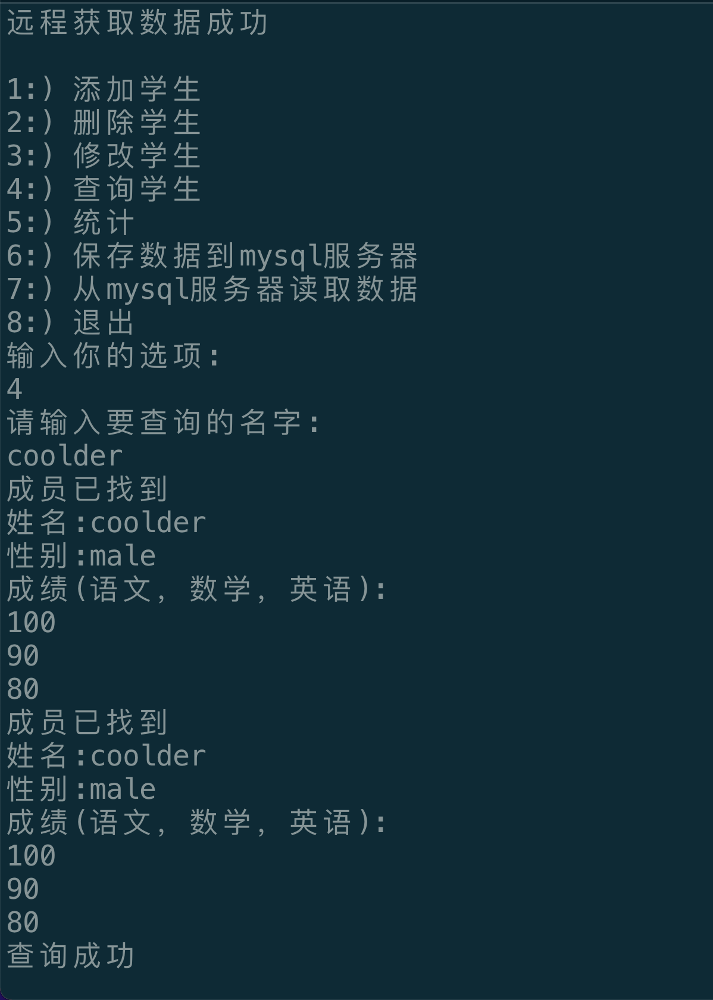 远程获取数据成功
1:) 添加学生
2:) 删除学生
3:) 修改学生
4:) 查询学生
5:) 统计
6:) 保存数据到mysql服务器
7:) 从mysql服务器读取数据
8:) 退出
输入你的选项:
4
请输入要查询的名字:
coolder
成员已找到
姓名:coolder
性别:male
成绩(语文, 数学, 英语):
100
90
80
成员已找到
姓名:coolder
性别:male
成绩(语文, 数学, 英语):
100
90
80
查询成功